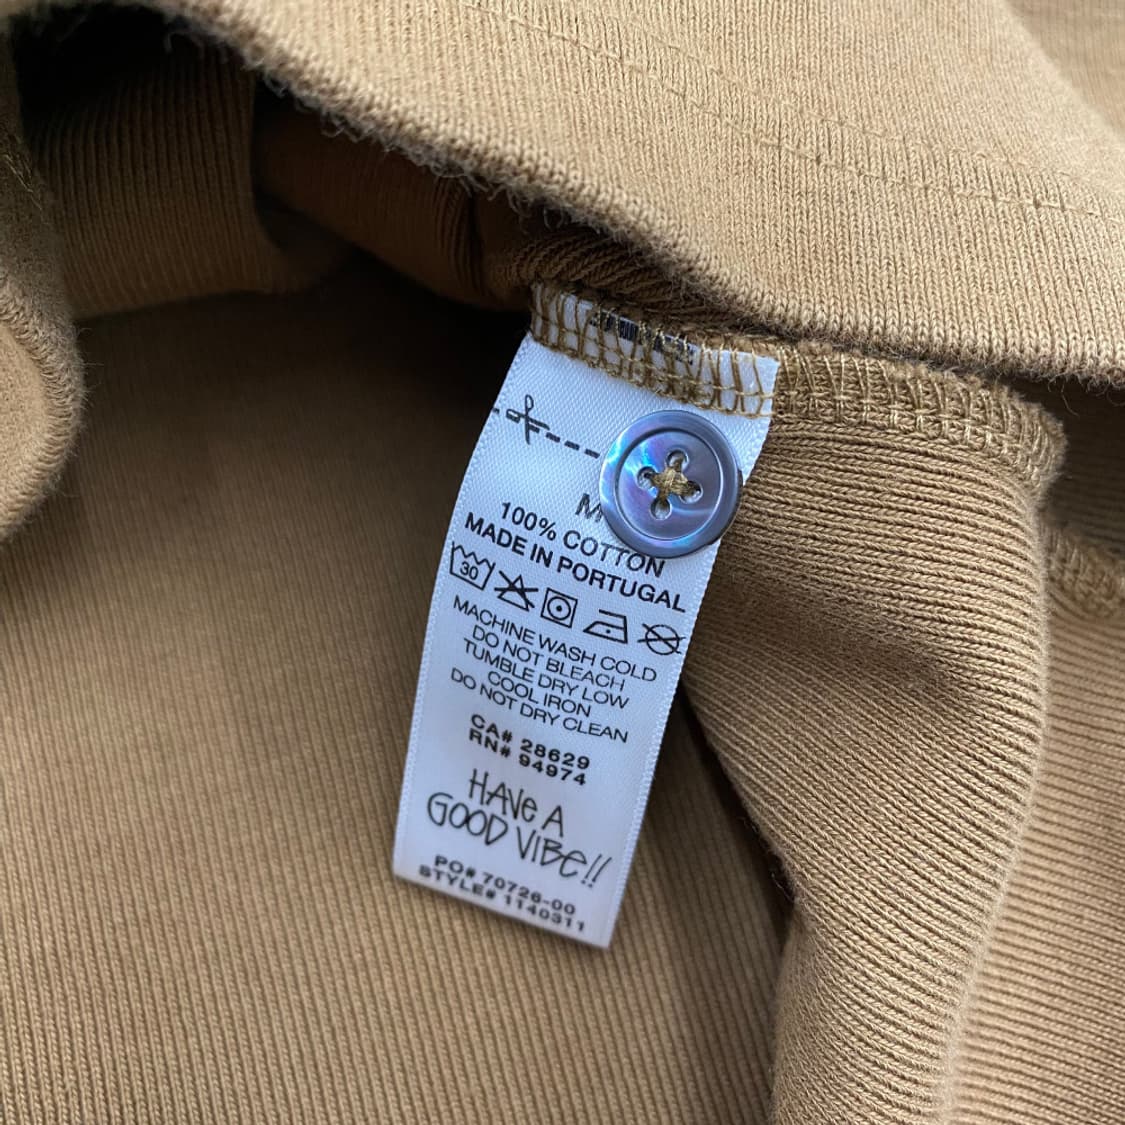 M
100% COTTON
MADE IN PORTUGAL
30
MACHINE WASH COLD
DO NOT BLEACH
TUMBLE DRY LOW
COOL IRON
DO NOT DRY CLEAN
CA# 28629
RN# 94974
HAVE A
GOOD VIBE!!
PO# 70726-00
STYLE# 1140311